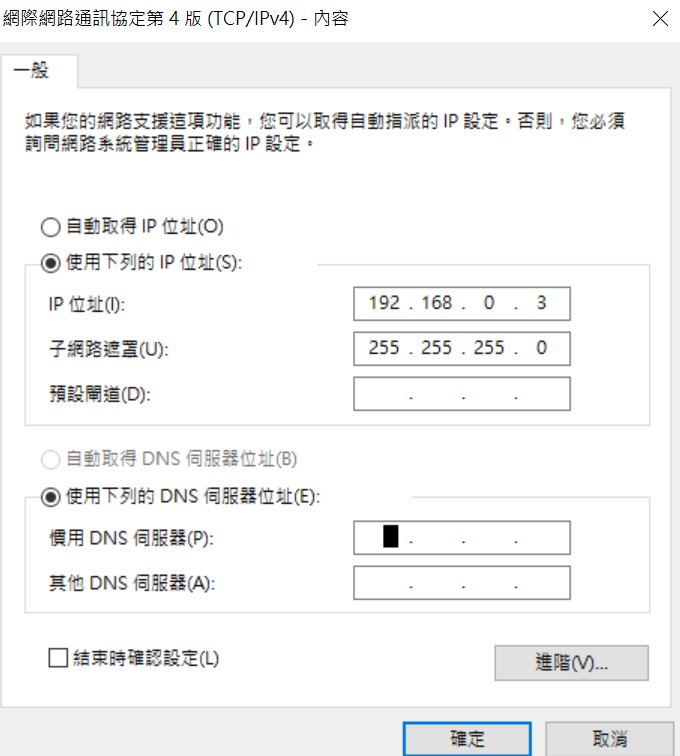 網際網路通訊協定第 4 版 (TCP/IPv4) - 內容
一般
如果您的網路支援這項功能，您可以取得自動指派的 IP 設定。否則，您必須
詢問網路系統管理員正確的 IP 設定。
自動取得 IP 位址(O)
使用下列的 IP 位址(S):
IP 位址(I): 192 . 168 . 0 . 3
子網路遮罩(U): 255 . 255 . 255 . 0
預設閘道(D): . . .
自動取得 DNS 伺服器位址(B)
使用下列的 DNS 伺服器位址(E):
慣用 DNS 伺服器(P): . . .
其他 DNS 伺服器(A): . . .
結束時確認設定(L)
進階(V)...
確定
取消